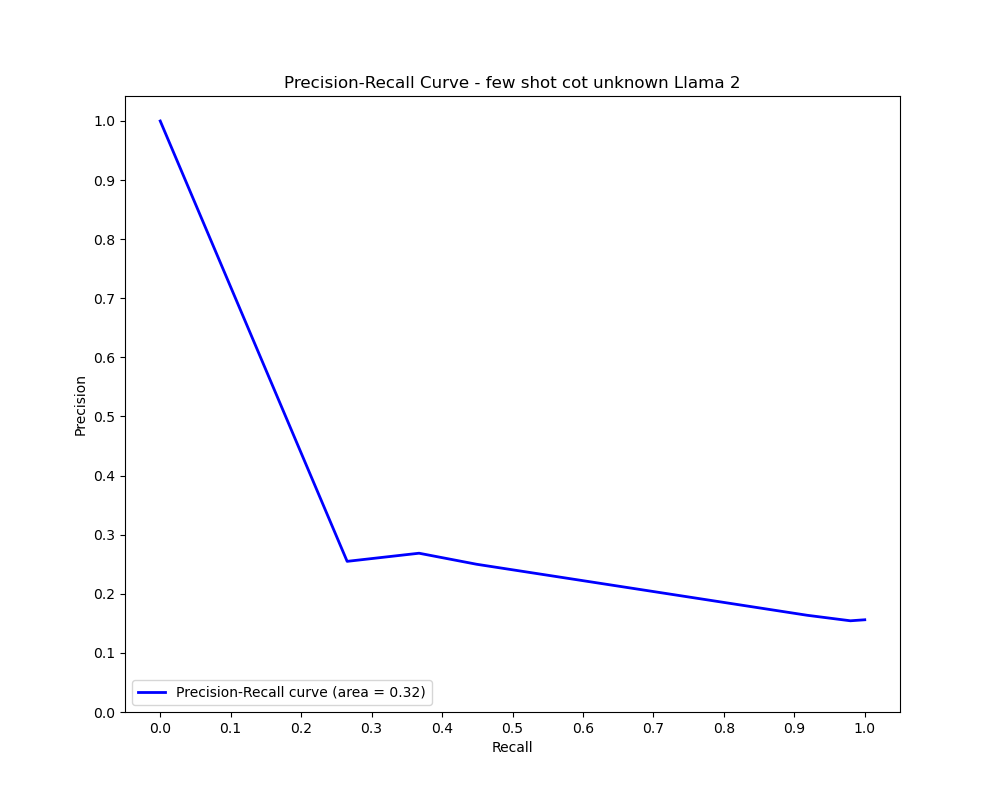 Precision-Recall Curve - few shot cot unknown Llama 2
1.0
0.9
0.8
0.7
0.6
0.5
0.4
0.3
0.2
0.1
0.0
Precision
Precision-Recall curve (area = 0.32)
0.0 0.1 0.2 0.3 0.4 0.5 0.6 0.7 0.8 0.9 1.0
Recall